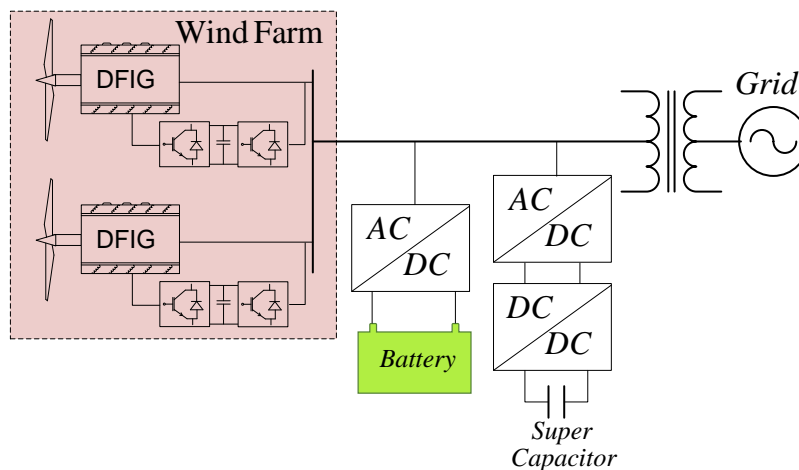 Wind Farm
DFIG
DFIG
Grid
AC
DC
AC
DC
DC
DC
Battery
Super
Capacitor